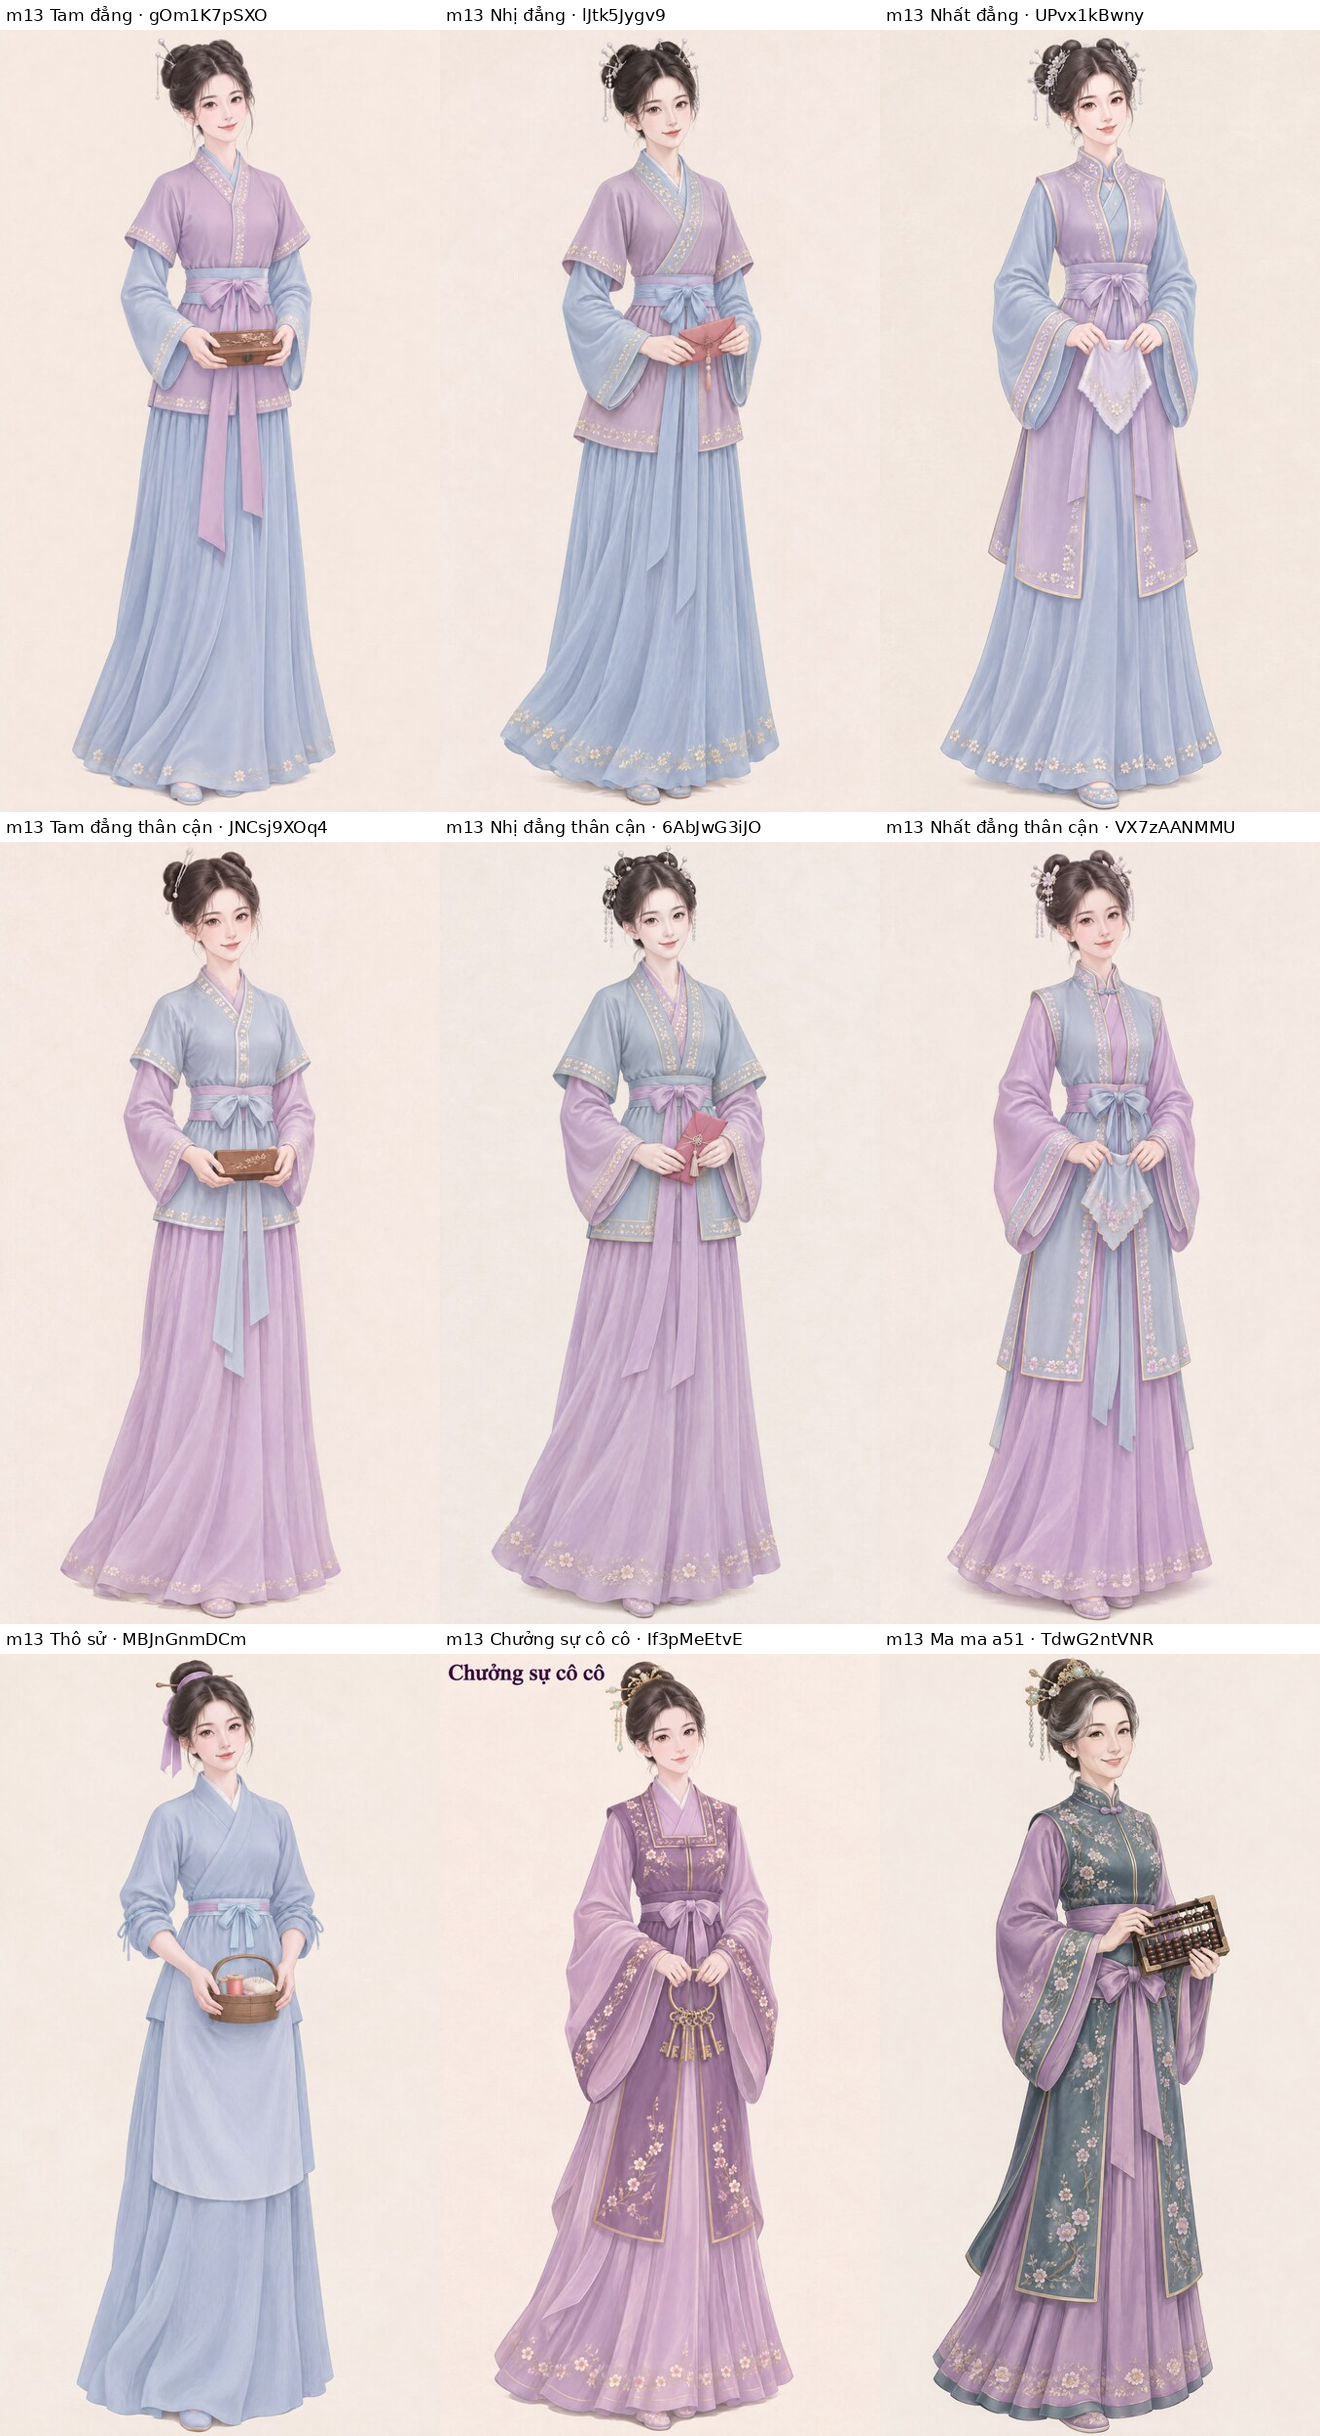 m13 Tam đẳng · gOm1K7pSXO
m13 Nhị đẳng · lJtk5Jygv9
m13 Nhất đẳng · UPvx1kBwny
m13 Tam đẳng thân cận · JNCsj9XOq4
m13 Nhị đẳng thân cận · 6AbJwG3iJO
m13 Nhất đẳng thân cận · VX7zAANMMU
m13 Thô sử · MBJnGnmDCm
m13 Chưởng sự cô cô · If3pMeEtvE
m13 Ma ma a51 · TdwG2ntVNR
Chưởng sự cô cô